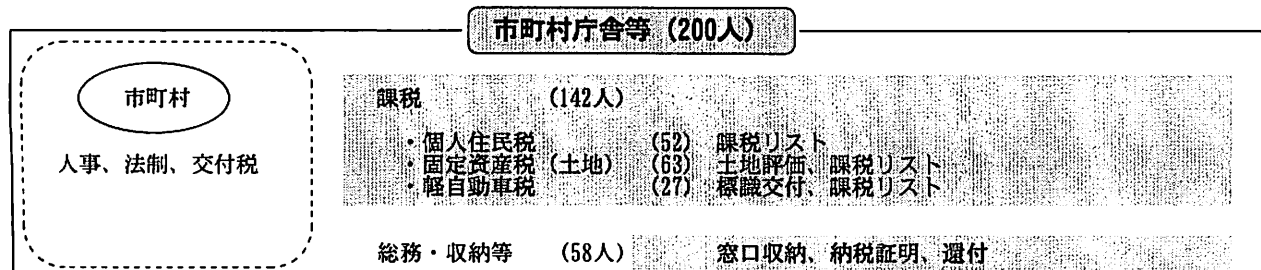 市町村庁舎等（200人）
市町村
人事、法制、交付税
課税　（142人）
・個人住民税　（52）　課税リスト
・固定資産税（土地）　（63）　土地評価、課税リスト
・軽自動車税　（27）　標識交付、課税リスト
総務・収納等　（58人）　窓口収納、納税証明、還付